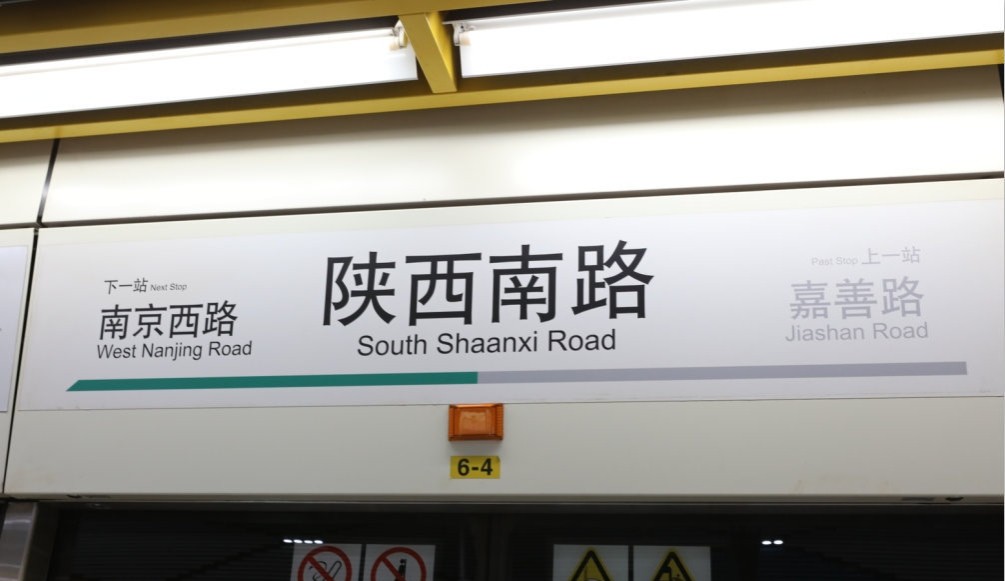 下一站 Next Stop
南京西路
West Nanjing Road
陕西南路
South Shaanxi Road
Past Stop 上一站
嘉善路
Jiashan Road
6-4